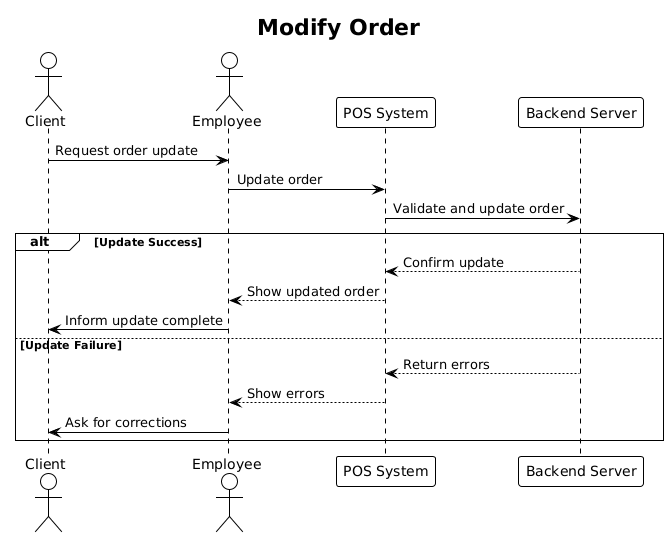 Modify Order
Client
Employee
POS System
Backend Server
Request order update
Update order
Validate and update order
alt
[Update Success]
Confirm update
Show updated order
Inform update complete
[Update Failure]
Return errors
Show errors
Ask for corrections
Client
Employee
POS System
Backend Server